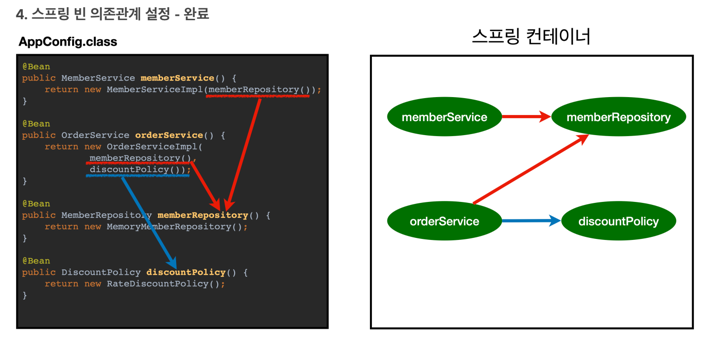 4. 스프링 빈 의존관계 설정 - 완료
AppConfig.class
@Bean
public MemberService memberService() {
return new MemberServiceImpl(memberRepository());
}
@Bean
public OrderService orderService() {
return new OrderServiceImpl(
memberRepository(),
discountPolicy());
}
@Bean
public MemberRepository memberRepository() {
return new MemoryMemberRepository();
}
@Bean
public DiscountPolicy discountPolicy() {
return new RateDiscountPolicy();
}
스프링 컨테이너
memberService
memberRepository
orderService
discountPolicy